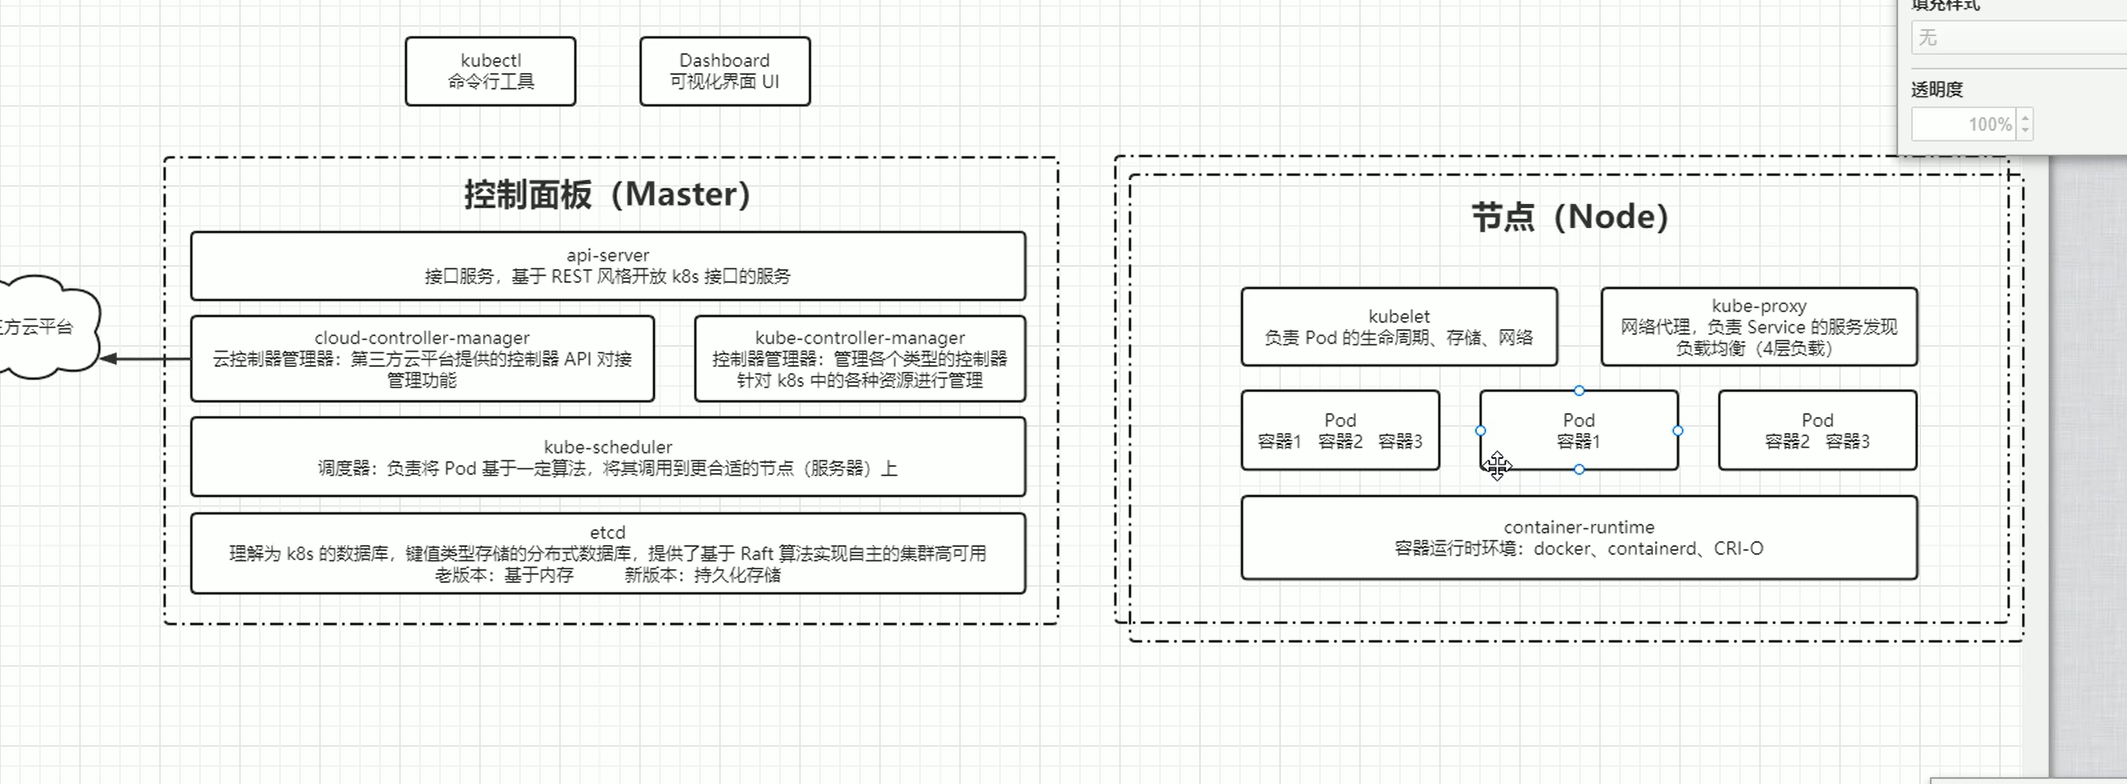 填充样式
无
透明度
100%
kubectl
命令行工具
Dashboard
可视化界面 UI
控制面板（Master）
api-server
接口服务，基于 REST 风格开放 k8s 接口的服务
三方云平台
cloud-controller-manager
云控制器管理器：第三方云平台提供的控制器 API 对接
管理功能
kube-controller-manager
控制器管理器：管理各个类型的控制器
针对 k8s 中的各种资源进行管理
kube-scheduler
调度器：负责将 Pod 基于一定算法，将其调用到更合适的节点（服务器）上
etcd
理解为 k8s 的数据库，键值类型存储的分布式数据库，提供了基于 Raft 算法实现自主的集群高可用
老版本：基于内存 新版本：持久化存储
节点（Node）
kubelet
负责 Pod 的生命周期、存储、网络
kube-proxy
网络代理，负责 Service 的服务发现
负载均衡（4层负载）
Pod
容器1 容器2 容器3
Pod
容器1
Pod
容器2 容器3
container-runtime
容器运行时环境：docker、containerd、CRI-O